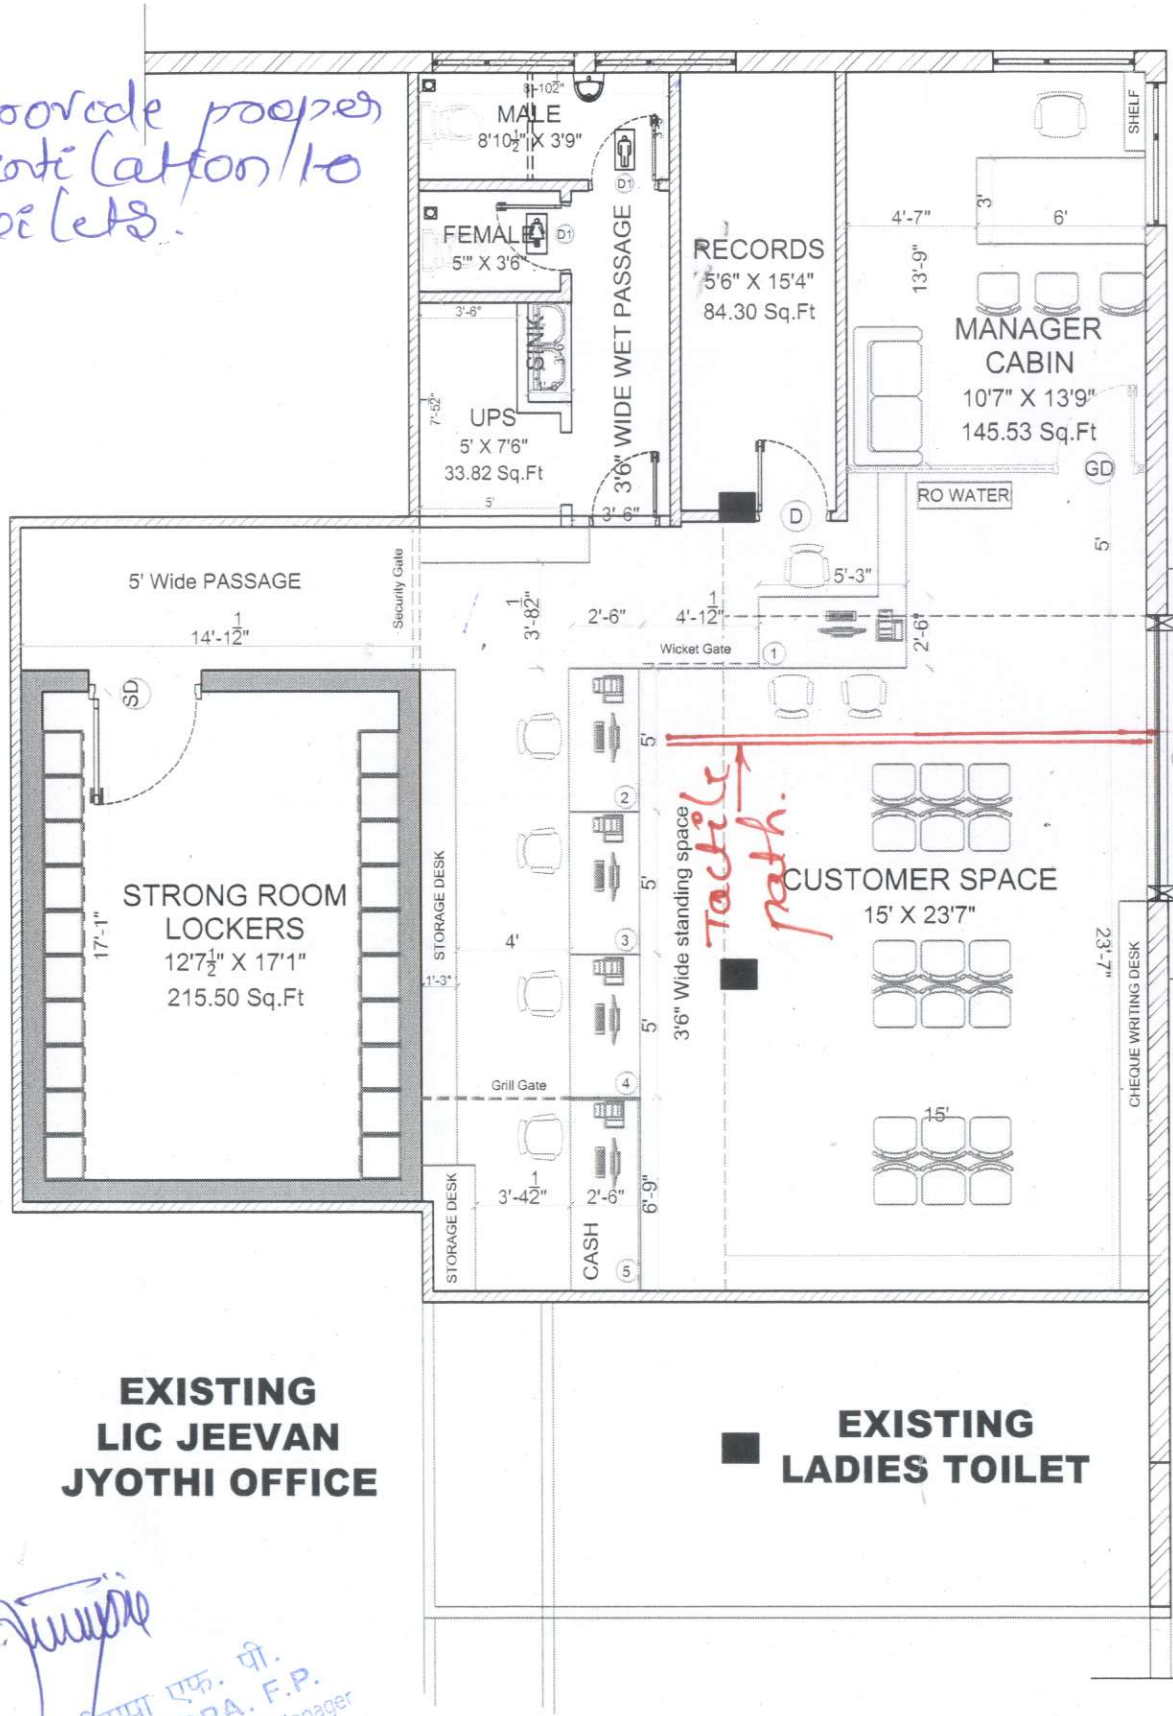 poorcde pooper
to
MALE
8'10½" X 3'9"
D1
SHELF
FEMALE
5'" X 3'6"
D1
3'-6"
SINK
3'6" WIDE WET PASSAGE
7'-5½"
UPS
5' X 7'6"
33.82 Sq.Ft
5'
3'-6"
RECORDS
5'6" X 15'4"
84.30 Sq.Ft
D
4'-7"
3'
6'
13'-9"
MANAGER
CABIN
10'7" X 13'9"
145.53 Sq.Ft
GD
RO WATER
5'
5' Wide PASSAGE
14'-1½"
Security Gate
3'-8½"
2'-6"
4'-1½"
5'-3"
2'-6"
Wicket Gate
1
SD
STRONG ROOM
LOCKERS
12'7½" X 17'1"
215.50 Sq.Ft
17'-1"
STORAGE DESK
1'-3"
4'
5'
2
5'
3
5'
4
Grill Gate
STORAGE DESK
3'-4½"
2'-6"
6'-9"
CASH
5
3'6" Wide standing space
Tactile
path.
CUSTOMER SPACE
15' X 23'7"
23'-7"
15'
CHEQUE WRITING DESK
EXISTING
LIC JEEVAN
JYOTHI OFFICE
EXISTING
LADIES TOILET
एफ. पी.
F.P.